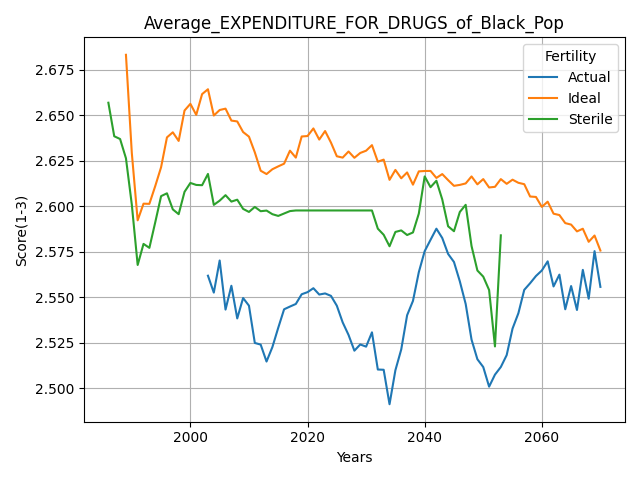 Average_EXPENDITURE_FOR_DRUGS_of_Black_Pop
Fertility
Actual
Ideal
Sterile
Score(1-3)
2.675
2.650
2.625
2.600
2.575
2.550
2.525
2.500
2000 2020 2040 2060
Years